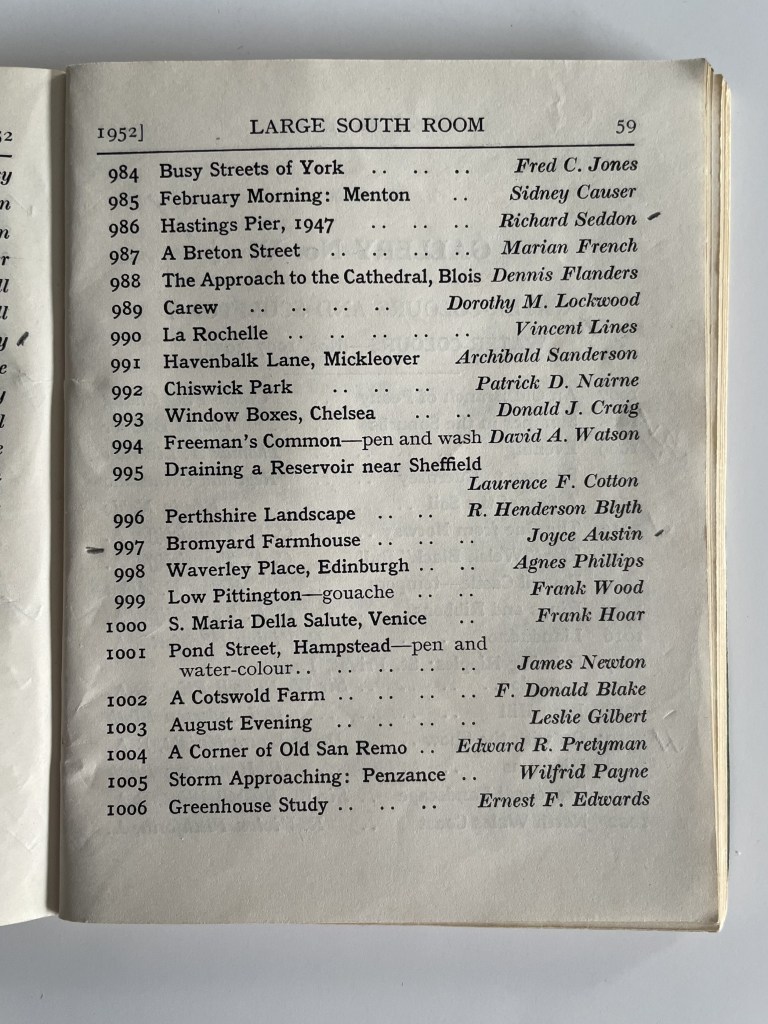 1952] LARGE SOUTH ROOM 59
984 Busy Streets of York .. .. .. Fred C. Jones
985 February Morning: Menton .. Sidney Causer
986 Hastings Pier, 1947 .. .. .. Richard Seddon
987 A Breton Street .. .. .. .. Marian French
988 The Approach to the Cathedral, Blois Dennis Flanders
989 Carew .. .. .. .. Dorothy M. Lockwood
990 La Rochelle .. .. .. .. .. Vincent Lines
991 Havenbalk Lane, Mickleover Archibald Sanderson
992 Chiswick Park .. .. .. Patrick D. Nairne
993 Window Boxes, Chelsea .. .. Donald J. Craig
994 Freeman's Common—pen and wash David A. Watson
995 Draining a Reservoir near Sheffield
Laurence F. Cotton
996 Perthshire Landscape .. .. R. Henderson Blyth
997 Bromyard Farmhouse .. .. .. Joyce Austin
998 Waverley Place, Edinburgh .. .. Agnes Phillips
999 Low Pittington—gouache .. .. Frank Wood
1000 S. Maria Della Salute, Venice .. Frank Hoar
1001 Pond Street, Hampstead—pen and
water-colour.. .. .. .. .. James Newton
1002 A Cotswold Farm .. .. .. .. F. Donald Blake
1003 August Evening .. .. .. .. Leslie Gilbert
1004 A Corner of Old San Remo .. Edward R. Pretyman
1005 Storm Approaching: Penzance .. Wilfrid Payne
1006 Greenhouse Study .. .. .. Ernest F. Edwards